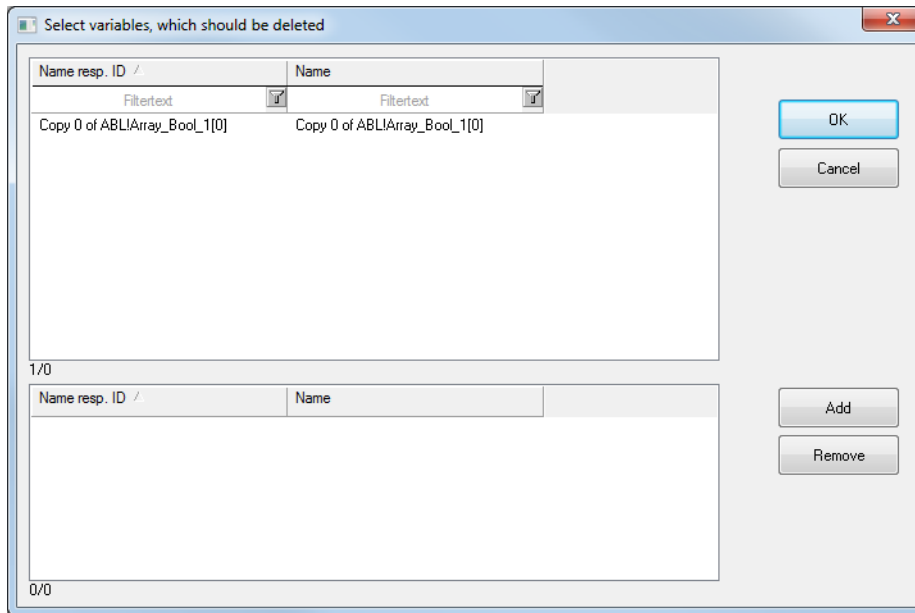 Select variables, which should be deleted
Name resp. ID Name
Filtertext Filtertext
Copy 0 of ABL!Array_Bool_1[0] Copy 0 of ABL!Array_Bool_1[0]
OK
Cancel
1/0
Name resp. ID Name
Add
Remove
0/0